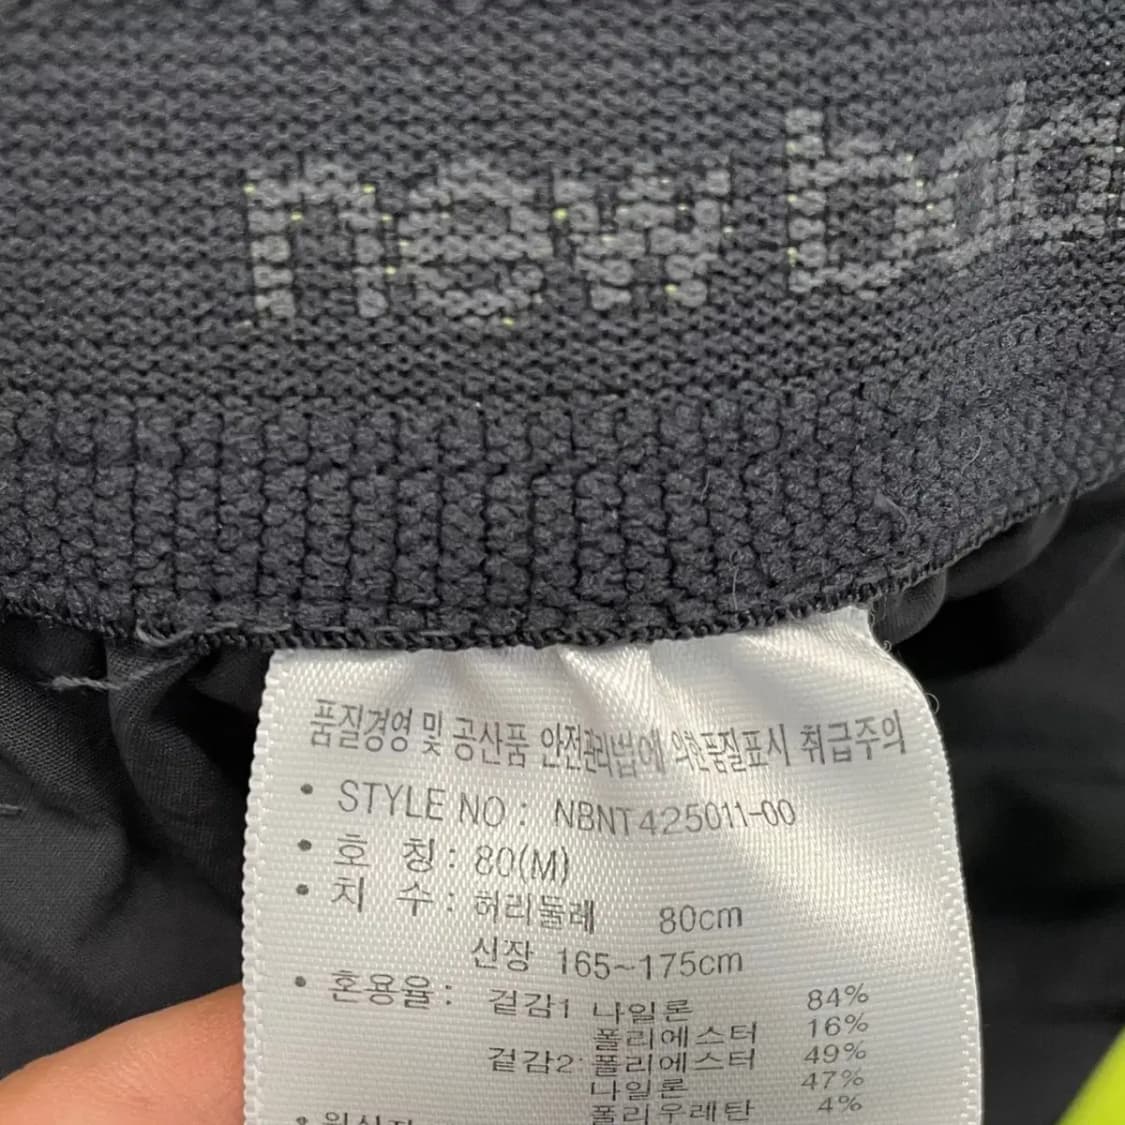 new bala
품질경영 및 공산품 안전관리법에 의한 품질표시 취급주의
• STYLE NO : NBNT425011-00
• 호 칭 : 80(M)
• 치 수 : 허리둘레 80cm
신장 165~175cm
• 혼용율 : 겉감1 나일론 84%
폴리에스터 16%
겉감2 폴리에스터 49%
나일론 47%
폴리우레탄 4%